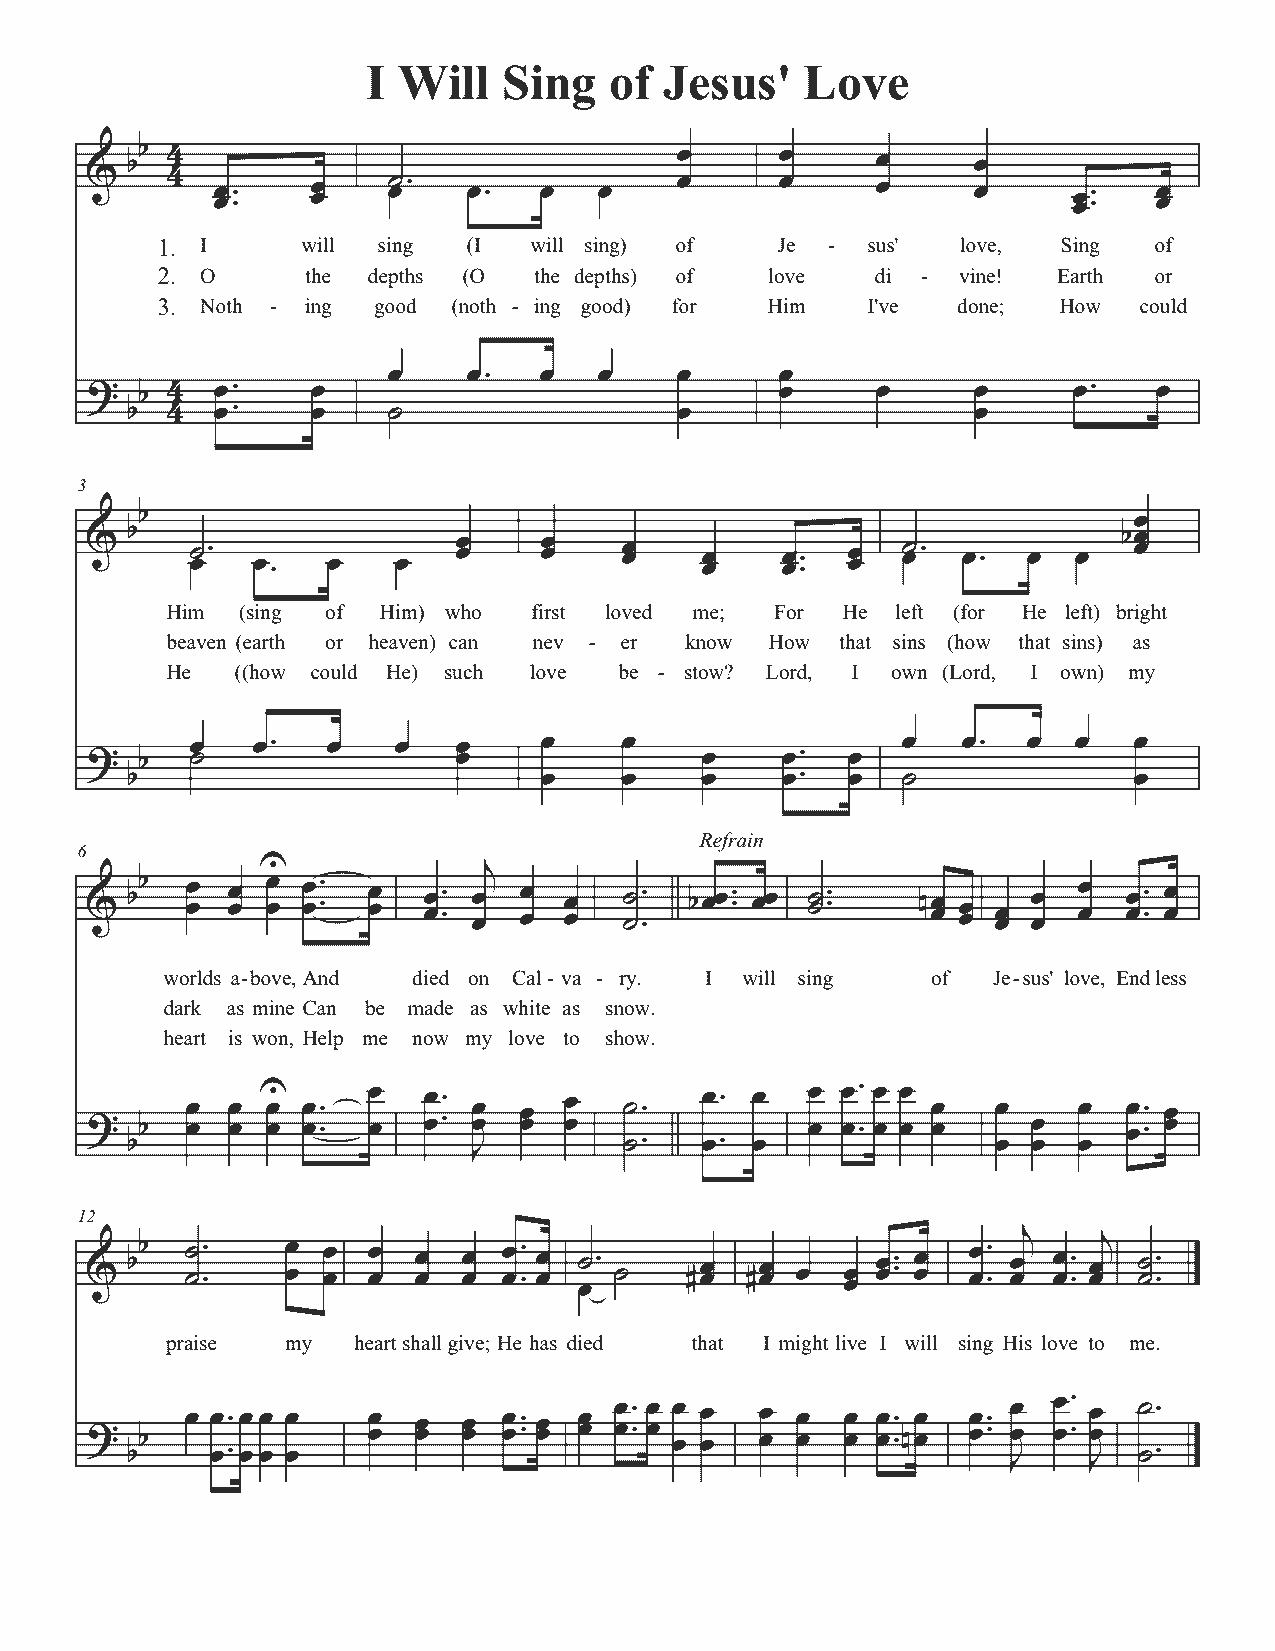 I Will Sing of Jesus' Love
1. I will sing (I will sing) of Je - sus' love, Sing of
2. O the depths (O the depths) of love di - vine! Earth or
3. Noth - ing good (noth - ing good) for Him I've done; How could
3
Him (sing of Him) who first loved me; For He left (for He left) bright
beaven (earth or heaven) can nev - er know How that sins (how that sins) as
He ((how could He) such love be - stow? Lord, I own (Lord, I own) my
6
Refrain
worlds a-bove, And died on Cal - va - ry. I will sing of Je-sus' love, End less
dark as mine Can be made as white as snow.
heart is won, Help me now my love to show.
12
praise my heart shall give; He has died that I might live I will sing His love to me.